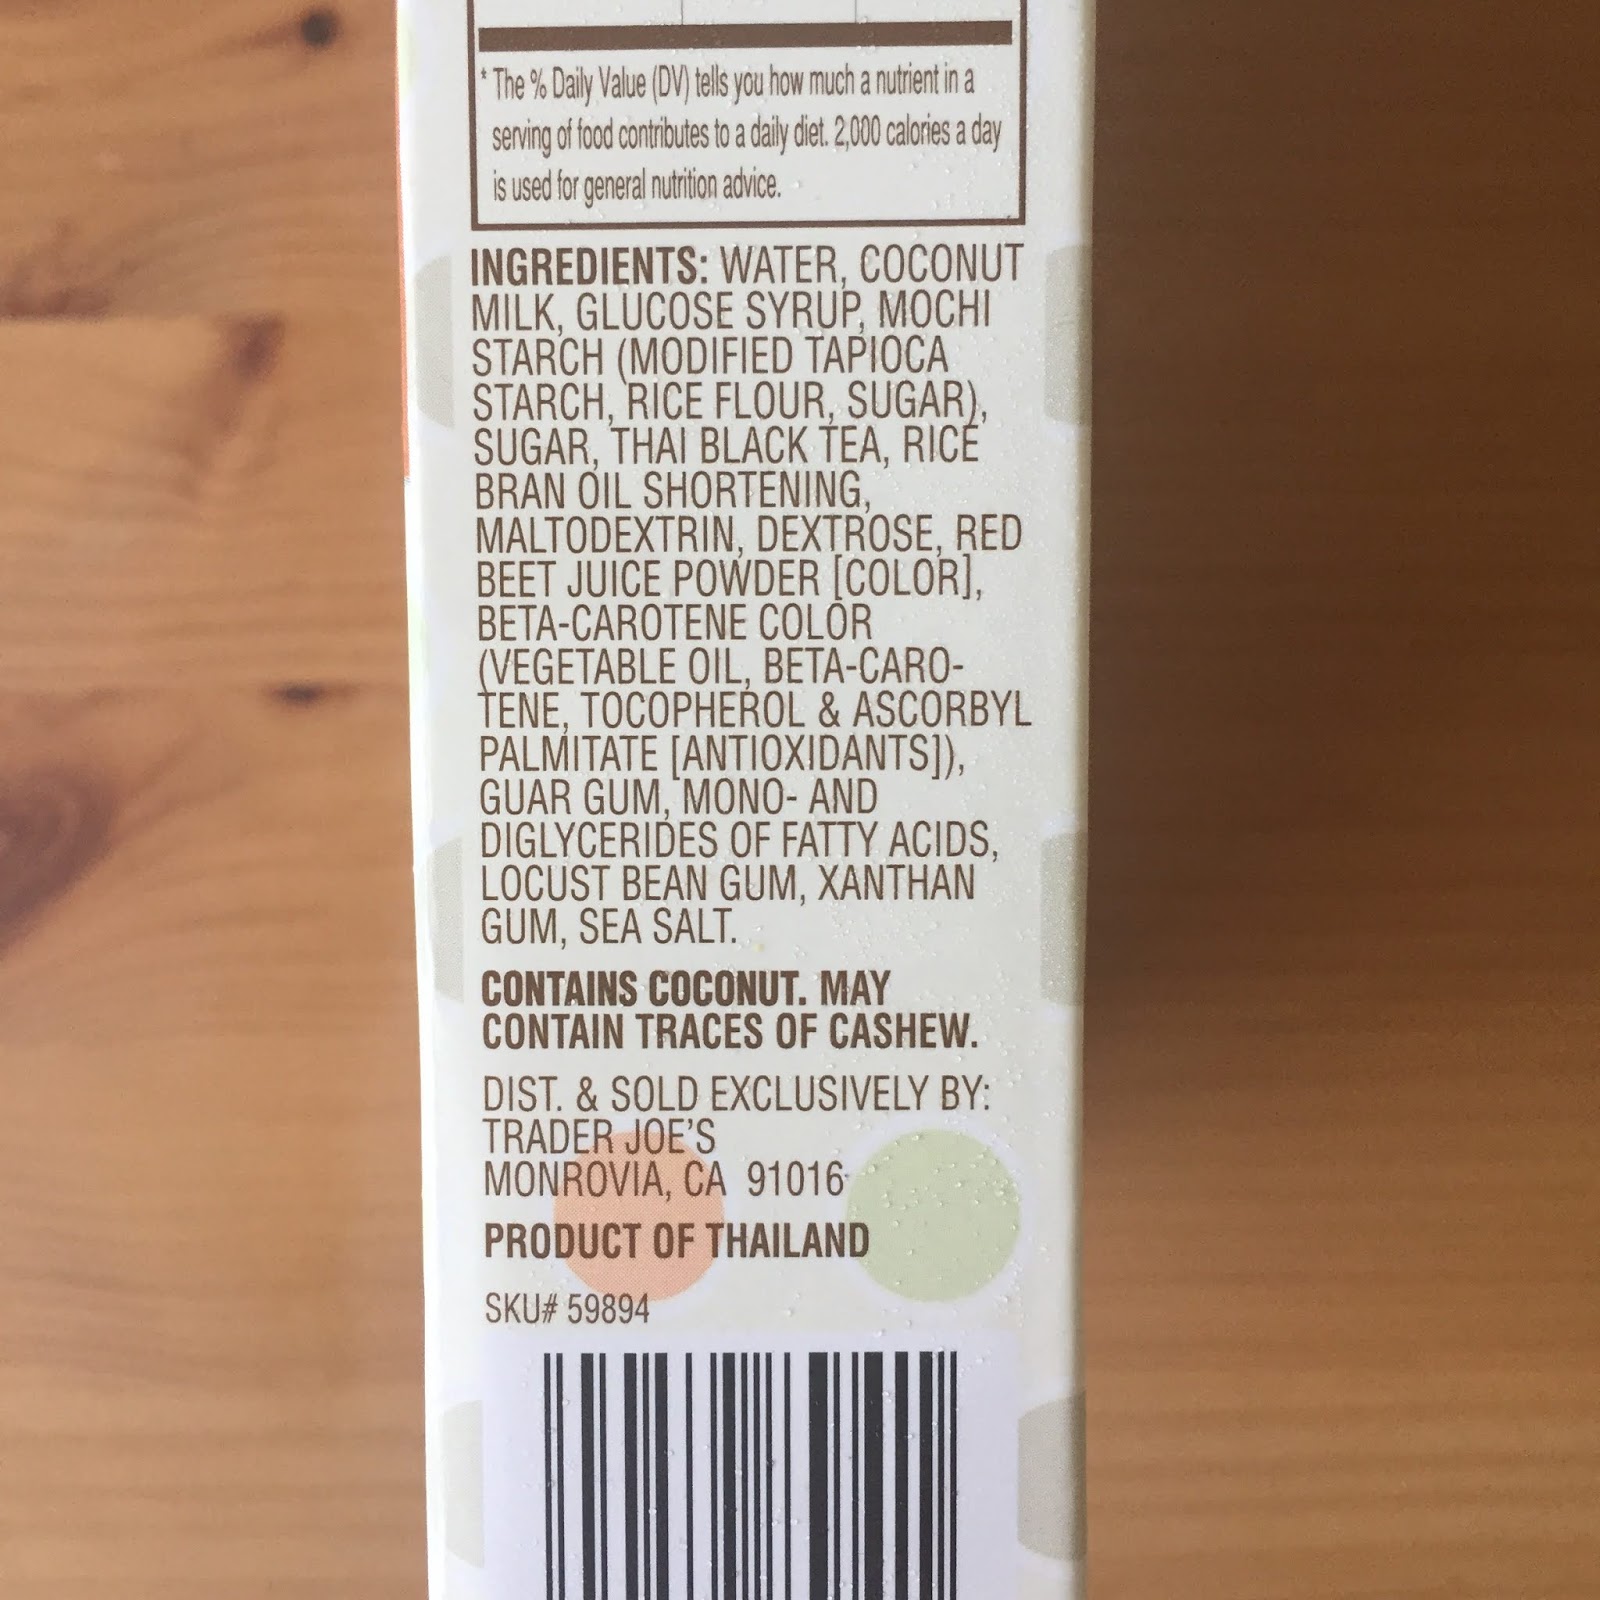 * The % Daily Value (DV) tells you how much a nutrient in a
serving of food contributes to a daily diet. 2,000 calories a day
is used for general nutrition advice.
INGREDIENTS: WATER, COCONUT
MILK, GLUCOSE SYRUP, MOCHI
STARCH (MODIFIED TAPIOCA
STARCH, RICE FLOUR, SUGAR),
SUGAR, THAI BLACK TEA, RICE
BRAN OIL SHORTENING,
MALTODEXTRIN, DEXTROSE, RED
BEET JUICE POWDER [COLOR],
BETA-CAROTENE COLOR
(VEGETABLE OIL, BETA-CARO-
TENE, TOCOPHEROL & ASCORBYL
PALMITATE [ANTIOXIDANTS]),
GUAR GUM, MONO- AND
DIGLYCERIDES OF FATTY ACIDS,
LOCUST BEAN GUM, XANTHAN
GUM, SEA SALT.
CONTAINS COCONUT. MAY
CONTAIN TRACES OF CASHEW.
DIST. & SOLD EXCLUSIVELY BY:
TRADER JOE'S
MONROVIA, CA 91016
PRODUCT OF THAILAND
SKU# 59894